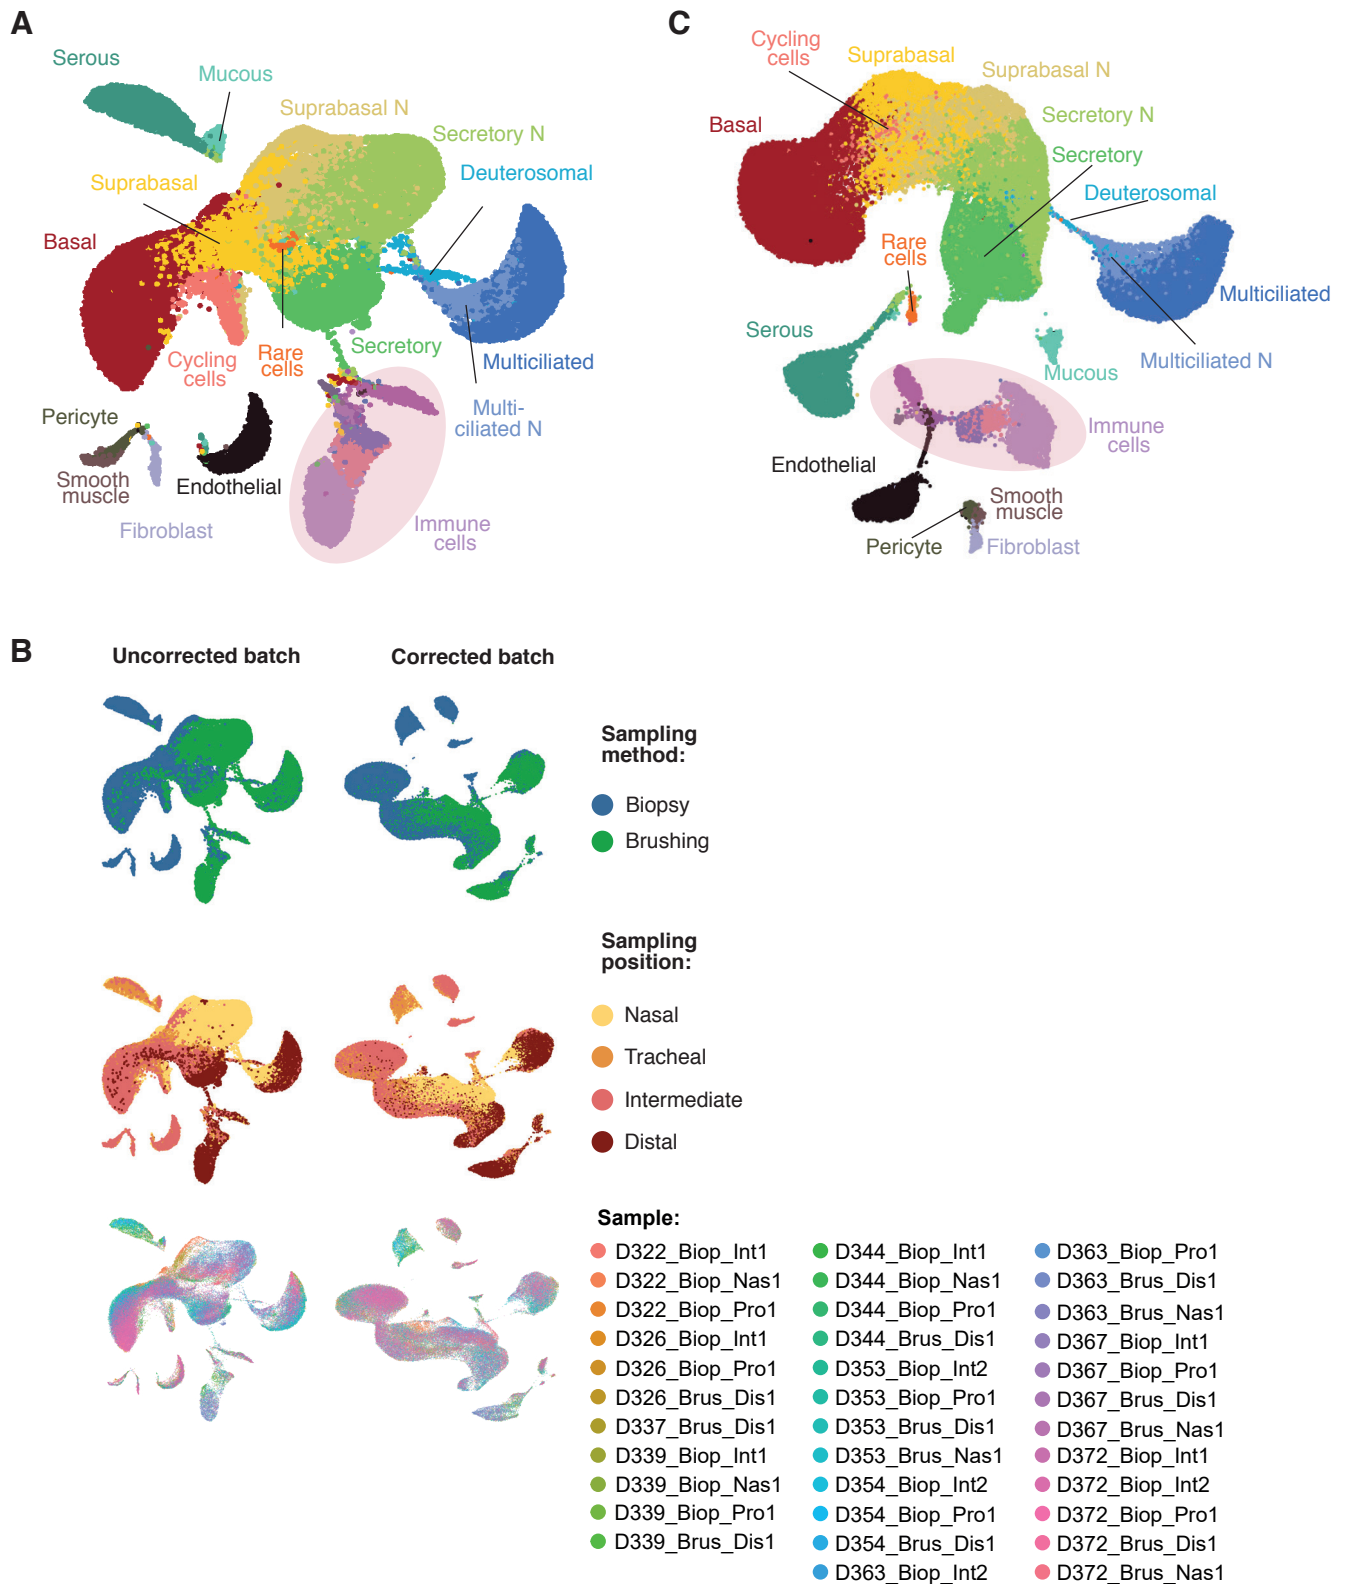 A
Serous
Mucous
Suprabasal N
Secretory N
Deuterosomal
Suprabasal
Basal
Cycling
cells
Rare
cells
Secretory
Multiciliated
Multi-
ciliated N
Pericyte
Smooth
muscle
Endothelial
Fibroblast
Immune
cells
C
Cycling
cells
Suprabasal
Suprabasal N
Basal
Secretory N
Secretory
Deuterosomal
Rare
cells
Multiciliated
Serous
Mucous
Multiciliated N
Immune
cells
Endothelial
Smooth
muscle
Pericyte
Fibroblast
B
Uncorrected batch
Corrected batch
Sampling
method:
Biopsy
Brushing
Sampling
position:
Nasal
Tracheal
Intermediate
Distal
Sample:
D322_Biop_Int1
D322_Biop_Nas1
D322_Biop_Pro1
D326_Biop_Int1
D326_Biop_Pro1
D326_Brus_Dis1
D337_Brus_Dis1
D339_Biop_Int1
D339_Biop_Nas1
D339_Biop_Pro1
D339_Brus_Dis1
D344_Biop_Int1
D344_Biop_Nas1
D344_Biop_Pro1
D344_Brus_Dis1
D353_Biop_Int2
D353_Biop_Pro1
D353_Brus_Dis1
D353_Brus_Nas1
D354_Biop_Int2
D354_Biop_Pro1
D354_Brus_Dis1
D363_Biop_Int2
D363_Biop_Pro1
D363_Brus_Dis1
D363_Brus_Nas1
D367_Biop_Int1
D367_Biop_Pro1
D367_Brus_Dis1
D367_Brus_Nas1
D372_Biop_Int1
D372_Biop_Int2
D372_Biop_Pro1
D372_Brus_Dis1
D372_Brus_Nas1